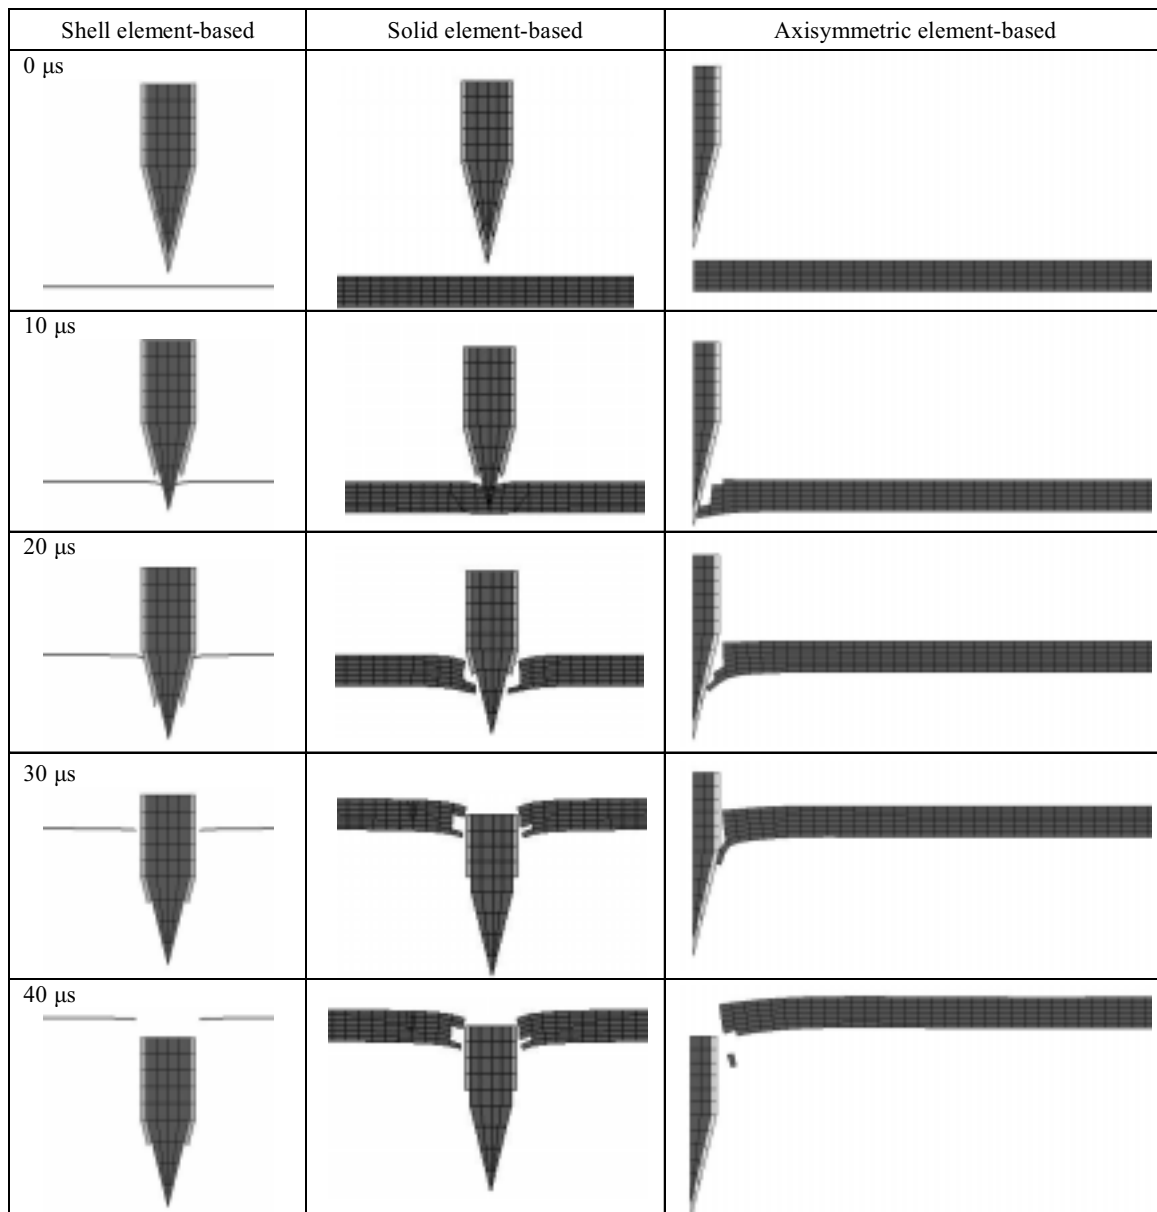 Shell element-based
Solid element-based
Axisymmetric element-based
0 μs
10 μs
20 μs
30 μs
40 μs